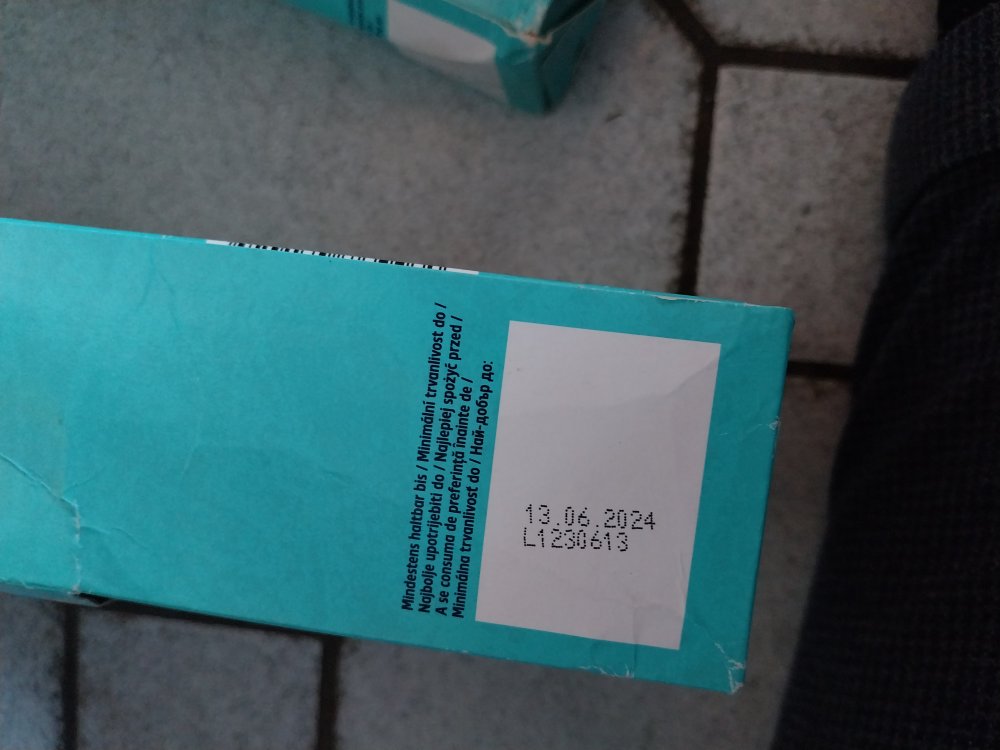 Mindestens haltbar bis / Minimální trvanlivost do /
Najbolje upotrijebiti do / Najlepiej spożyć przed /
A se consuma de preferință înainte de /
Minimálna trvanlivosť do / Най-добър до:
13.06.2024
L1230613